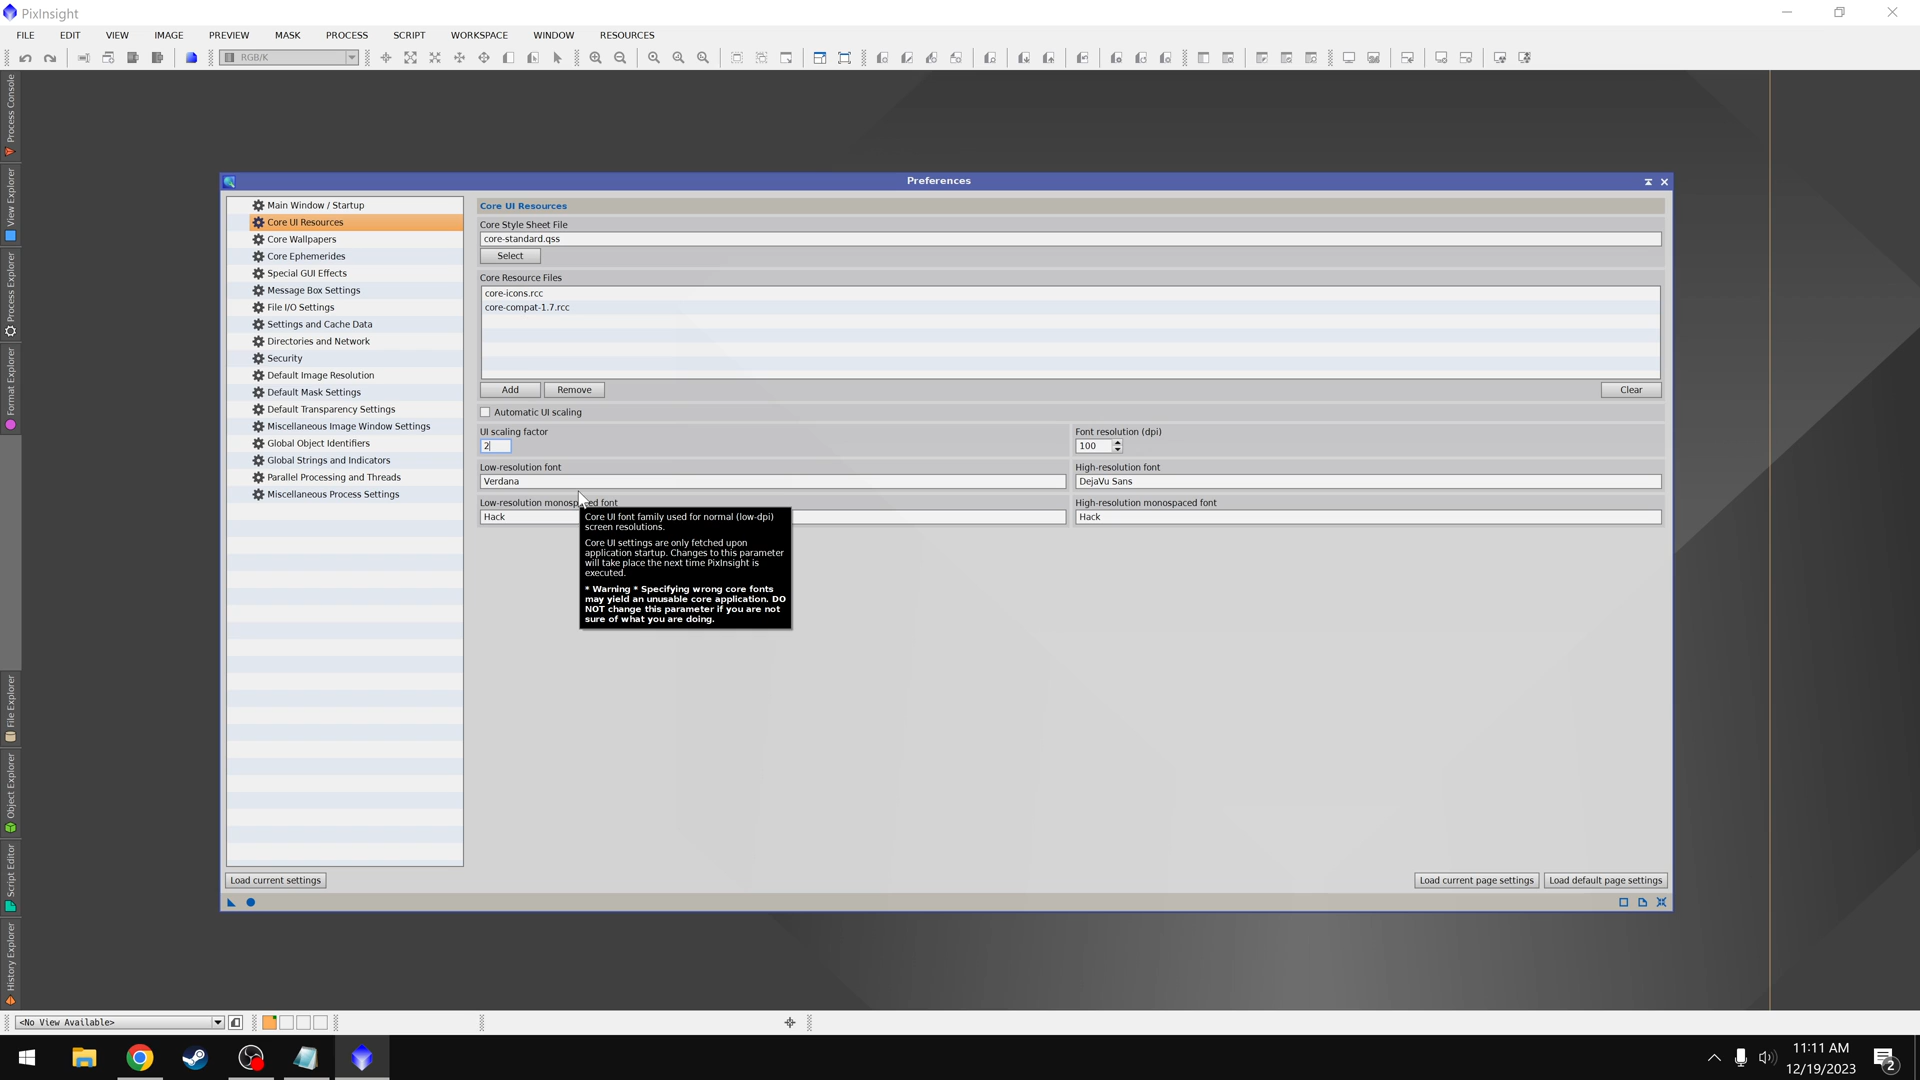 PixInsight
FILE EDIT VIEW IMAGE PREVIEW MASK PROCESS SCRIPT WORKSPACE WINDOW RESOURCES
RGB/K
Process Console
View Explorer
Process Explorer
Format Explorer
File Explorer
Object Explorer
Script Editor
History Explorer
Preferences
Main Window / Startup
Core UI Resources
Core Wallpapers
Core Ephemerides
Special GUI Effects
Message Box Settings
File I/O Settings
Settings and Cache Data
Directories and Network
Security
Default Image Resolution
Default Mask Settings
Default Transparency Settings
Miscellaneous Image Window Settings
Global Object Identifiers
Global Strings and Indicators
Parallel Processing and Threads
Miscellaneous Process Settings
Core UI Resources
Core Style Sheet File
core-standard.qss
Select
Core Resource Files
core-icons.rcc
core-compat-1.7.rcc
Add Remove Clear
Automatic UI scaling
UI scaling factor Font resolution (dpi)
2 100
Low-resolution font High-resolution font
Verdana DejaVu Sans
Low-resolution monospaced font High-resolution monospaced font
Hack Hack
Core UI font family used for normal (low-dpi)
screen resolutions.
Core UI settings are only fetched upon
application startup. Changes to this parameter
will take place the next time PixInsight is
executed.
* Warning * Specifying wrong core fonts
may yield an unusable core application. DO
NOT change this parameter if you are not
sure of what you are doing.
Load current settings Load current page settings Load default page settings
<No View Available>
11:11 AM
12/19/2023
2